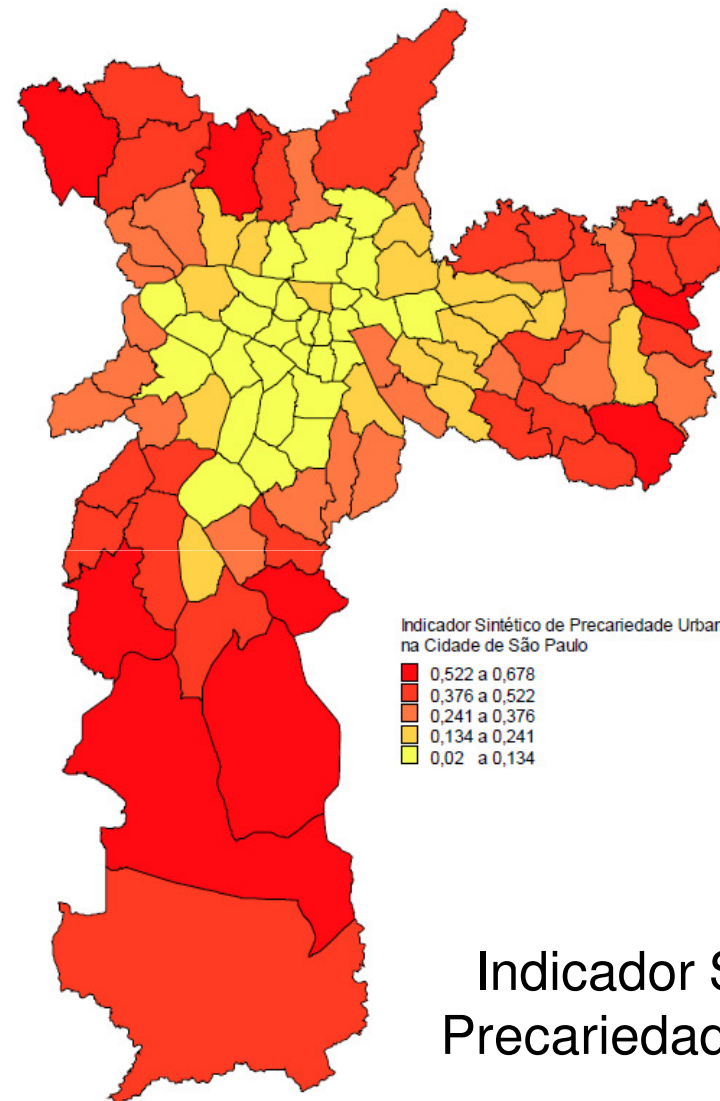 Indicador Sintético de Precariedade Urban
na Cidade de São Paulo
0,522 a 0,678
0,376 a 0,522
0,241 a 0,376
0,134 a 0,241
0,02 a 0,134
Indicador S
Precariedad